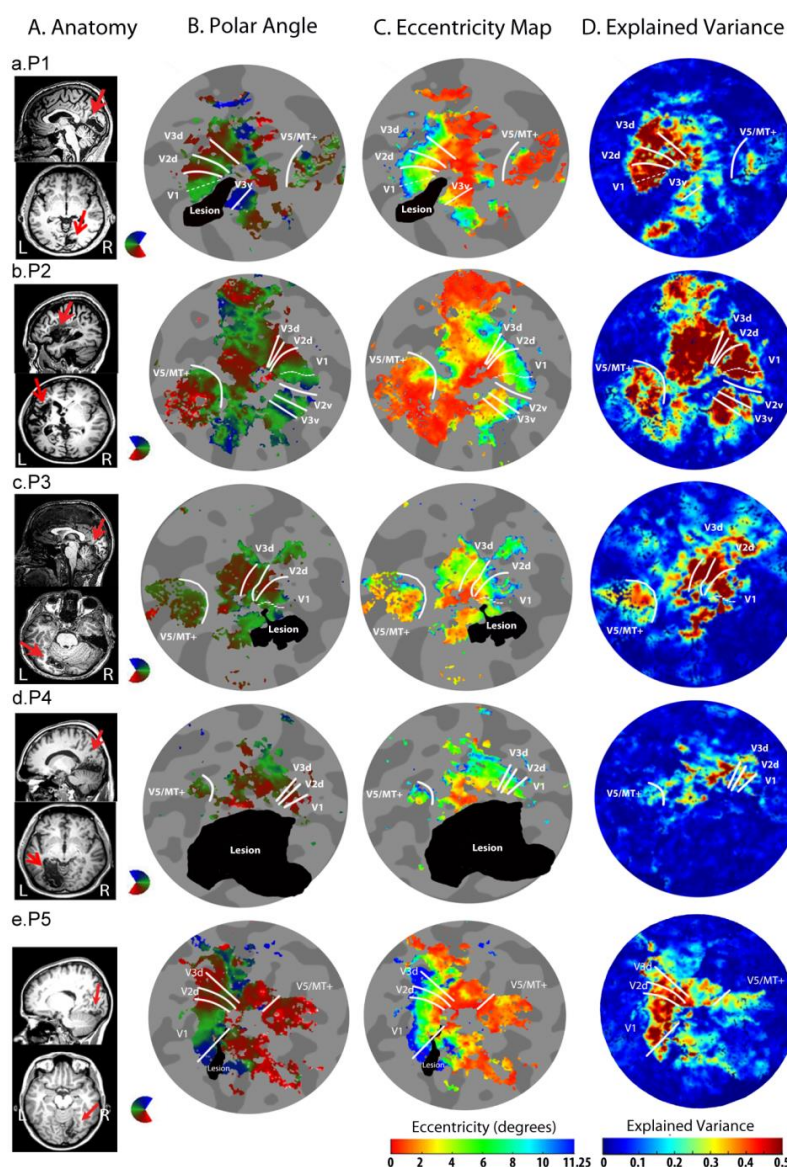 A. Anatomy
B. Polar Angle
C. Eccentricity Map
D. Explained Variance
a.P1
L R
V3d
V2d
V1
V3v
Lesion
V5/MT+
V3d
V2d
V1
V3v
Lesion
V5/MT+
V3d
V2d
V1
V3v
V5/MT+
b.P2
L R
V3d
V2d
V1
V5/MT+
V2v
V3v
V3d
V2d
V1
V5/MT+
V2v
V3v
V3d
V2d
V1
V5/MT+
V2v
V3v
c.P3
L R
V3d
V2d
V1
Lesion
V5/MT+
V3d
V2d
V1
Lesion
V5/MT+
V3d
V2d
V1
V5/MT+
d.P4
L R
V3d
V2d
V1
V5/MT+
Lesion
V3d
V2d
V1
V5/MT+
Lesion
V3d
V2d
V1
V5/MT+
e.P5
L R
V3d
V2d
V5/MT+
V1
Lesion
V3d
V2d
V5/MT+
V1
Lesion
V3d
V2d
V5/MT+
V1
Eccentricity (degrees)
0 2 4 6 8 10 11.25
Explained Variance
0 0.1 0.2 0.3 0.4 0.5